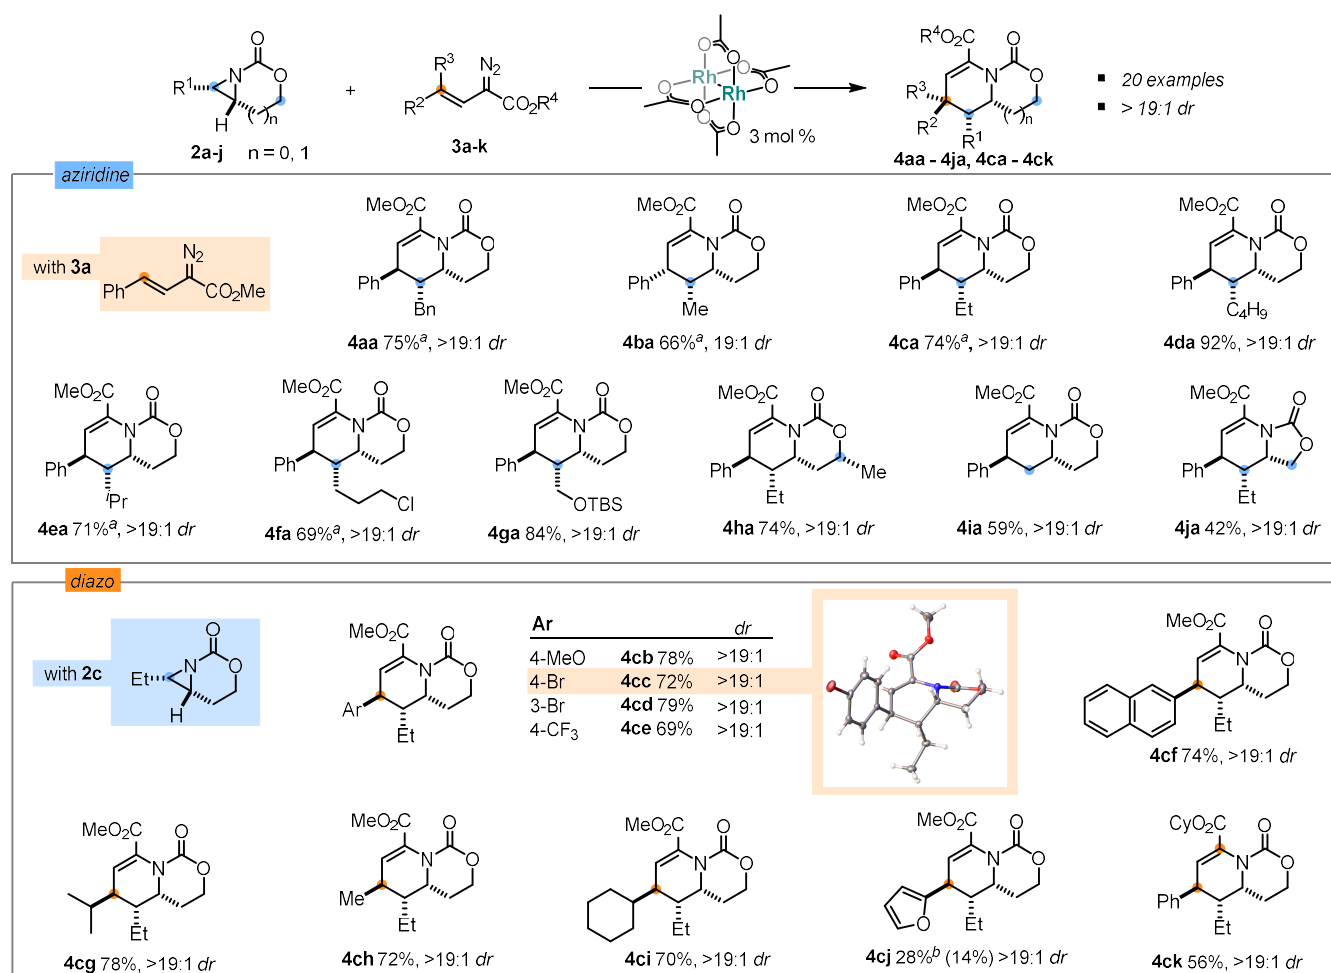 R⁴O₂C O
O N₂ R³
R¹ N O R² CO₂R⁴ O O O Rh Rh O O O O O N O
H ( )n + 3 mol % R³ R² R¹ ( )n
2a-j n = 0, 1 3a-k 4aa - 4ja, 4ca - 4ck
▪ 20 examples
▪ > 19:1 dr
aziridine
with 3a
N₂
Ph CO₂Me
MeO₂C O N O Ph Bn
4aa 75%ᵃ, >19:1 dr
MeO₂C O N O Ph Me
4ba 66%ᵃ, 19:1 dr
MeO₂C O N O Ph Et
4ca 74%ᵃ, >19:1 dr
MeO₂C O N O Ph C₄H₉
4da 92%, >19:1 dr
MeO₂C O N O Ph ⁱPr
4ea 71%ᵃ, >19:1 dr
MeO₂C O N O Ph Cl
4fa 69%ᵃ, >19:1 dr
MeO₂C O N O Ph OTBS
4ga 84%, >19:1 dr
MeO₂C O N O Ph Me Et
4ha 74%, >19:1 dr
MeO₂C O N O Ph
4ia 59%, >19:1 dr
MeO₂C O N O Ph Et
4ja 42%, >19:1 dr
diazo
with 2c
O Et N O H
MeO₂C O N O Ar Et
Ar dr
4-MeO 4cb 78% >19:1
4-Br 4cc 72% >19:1
3-Br 4cd 79% >19:1
4-CF₃ 4ce 69% >19:1
MeO₂C O N O Et
4cf 74%, >19:1 dr
MeO₂C O N O Et
4cg 78%, >19:1 dr
MeO₂C O N O Me Et
4ch 72%, >19:1 dr
MeO₂C O N O Et
4ci 70%, >19:1 dr
MeO₂C O N O O Et
4cj 28%ᵇ (14%) >19:1 dr
CyO₂C O N O Ph Et
4ck 56%, >19:1 dr